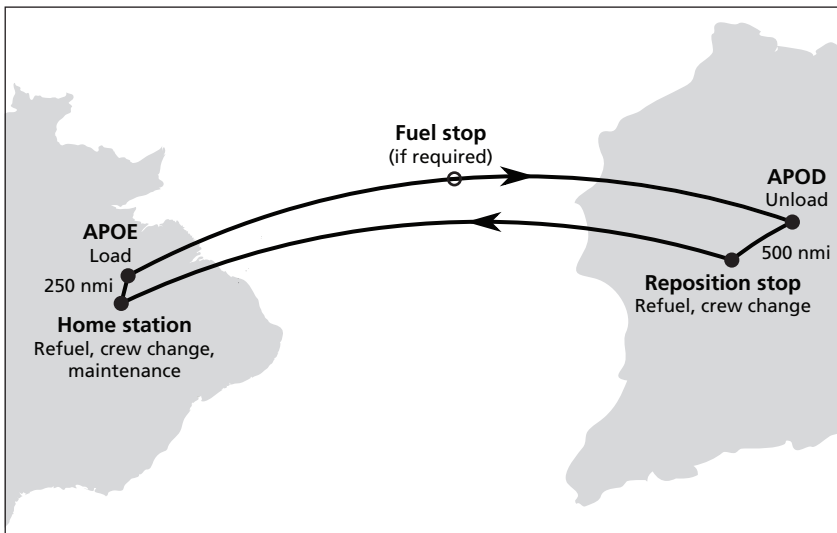 Fuel stop
(if required)
APOD
Unload
APOE
Load
250 nmi
500 nmi
Reposition stop
Refuel, crew change
Home station
Refuel, crew change,
maintenance